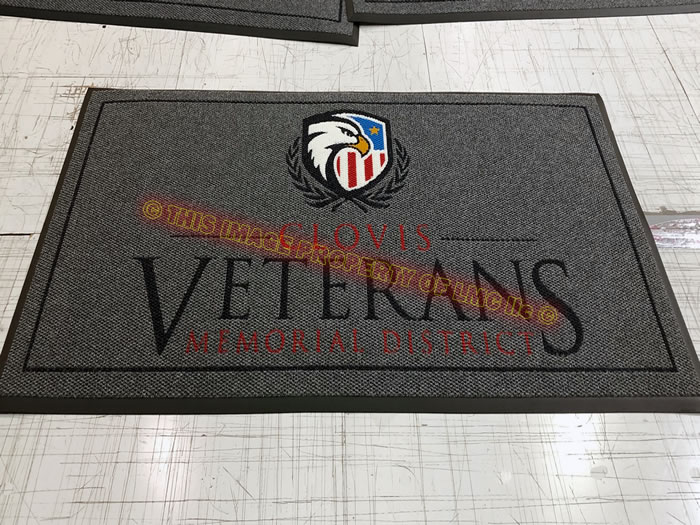 CLOVIS
VETERANS
MEMORIAL DISTRICT
© THIS IMAGE PROPERTY OF LMC llc ©